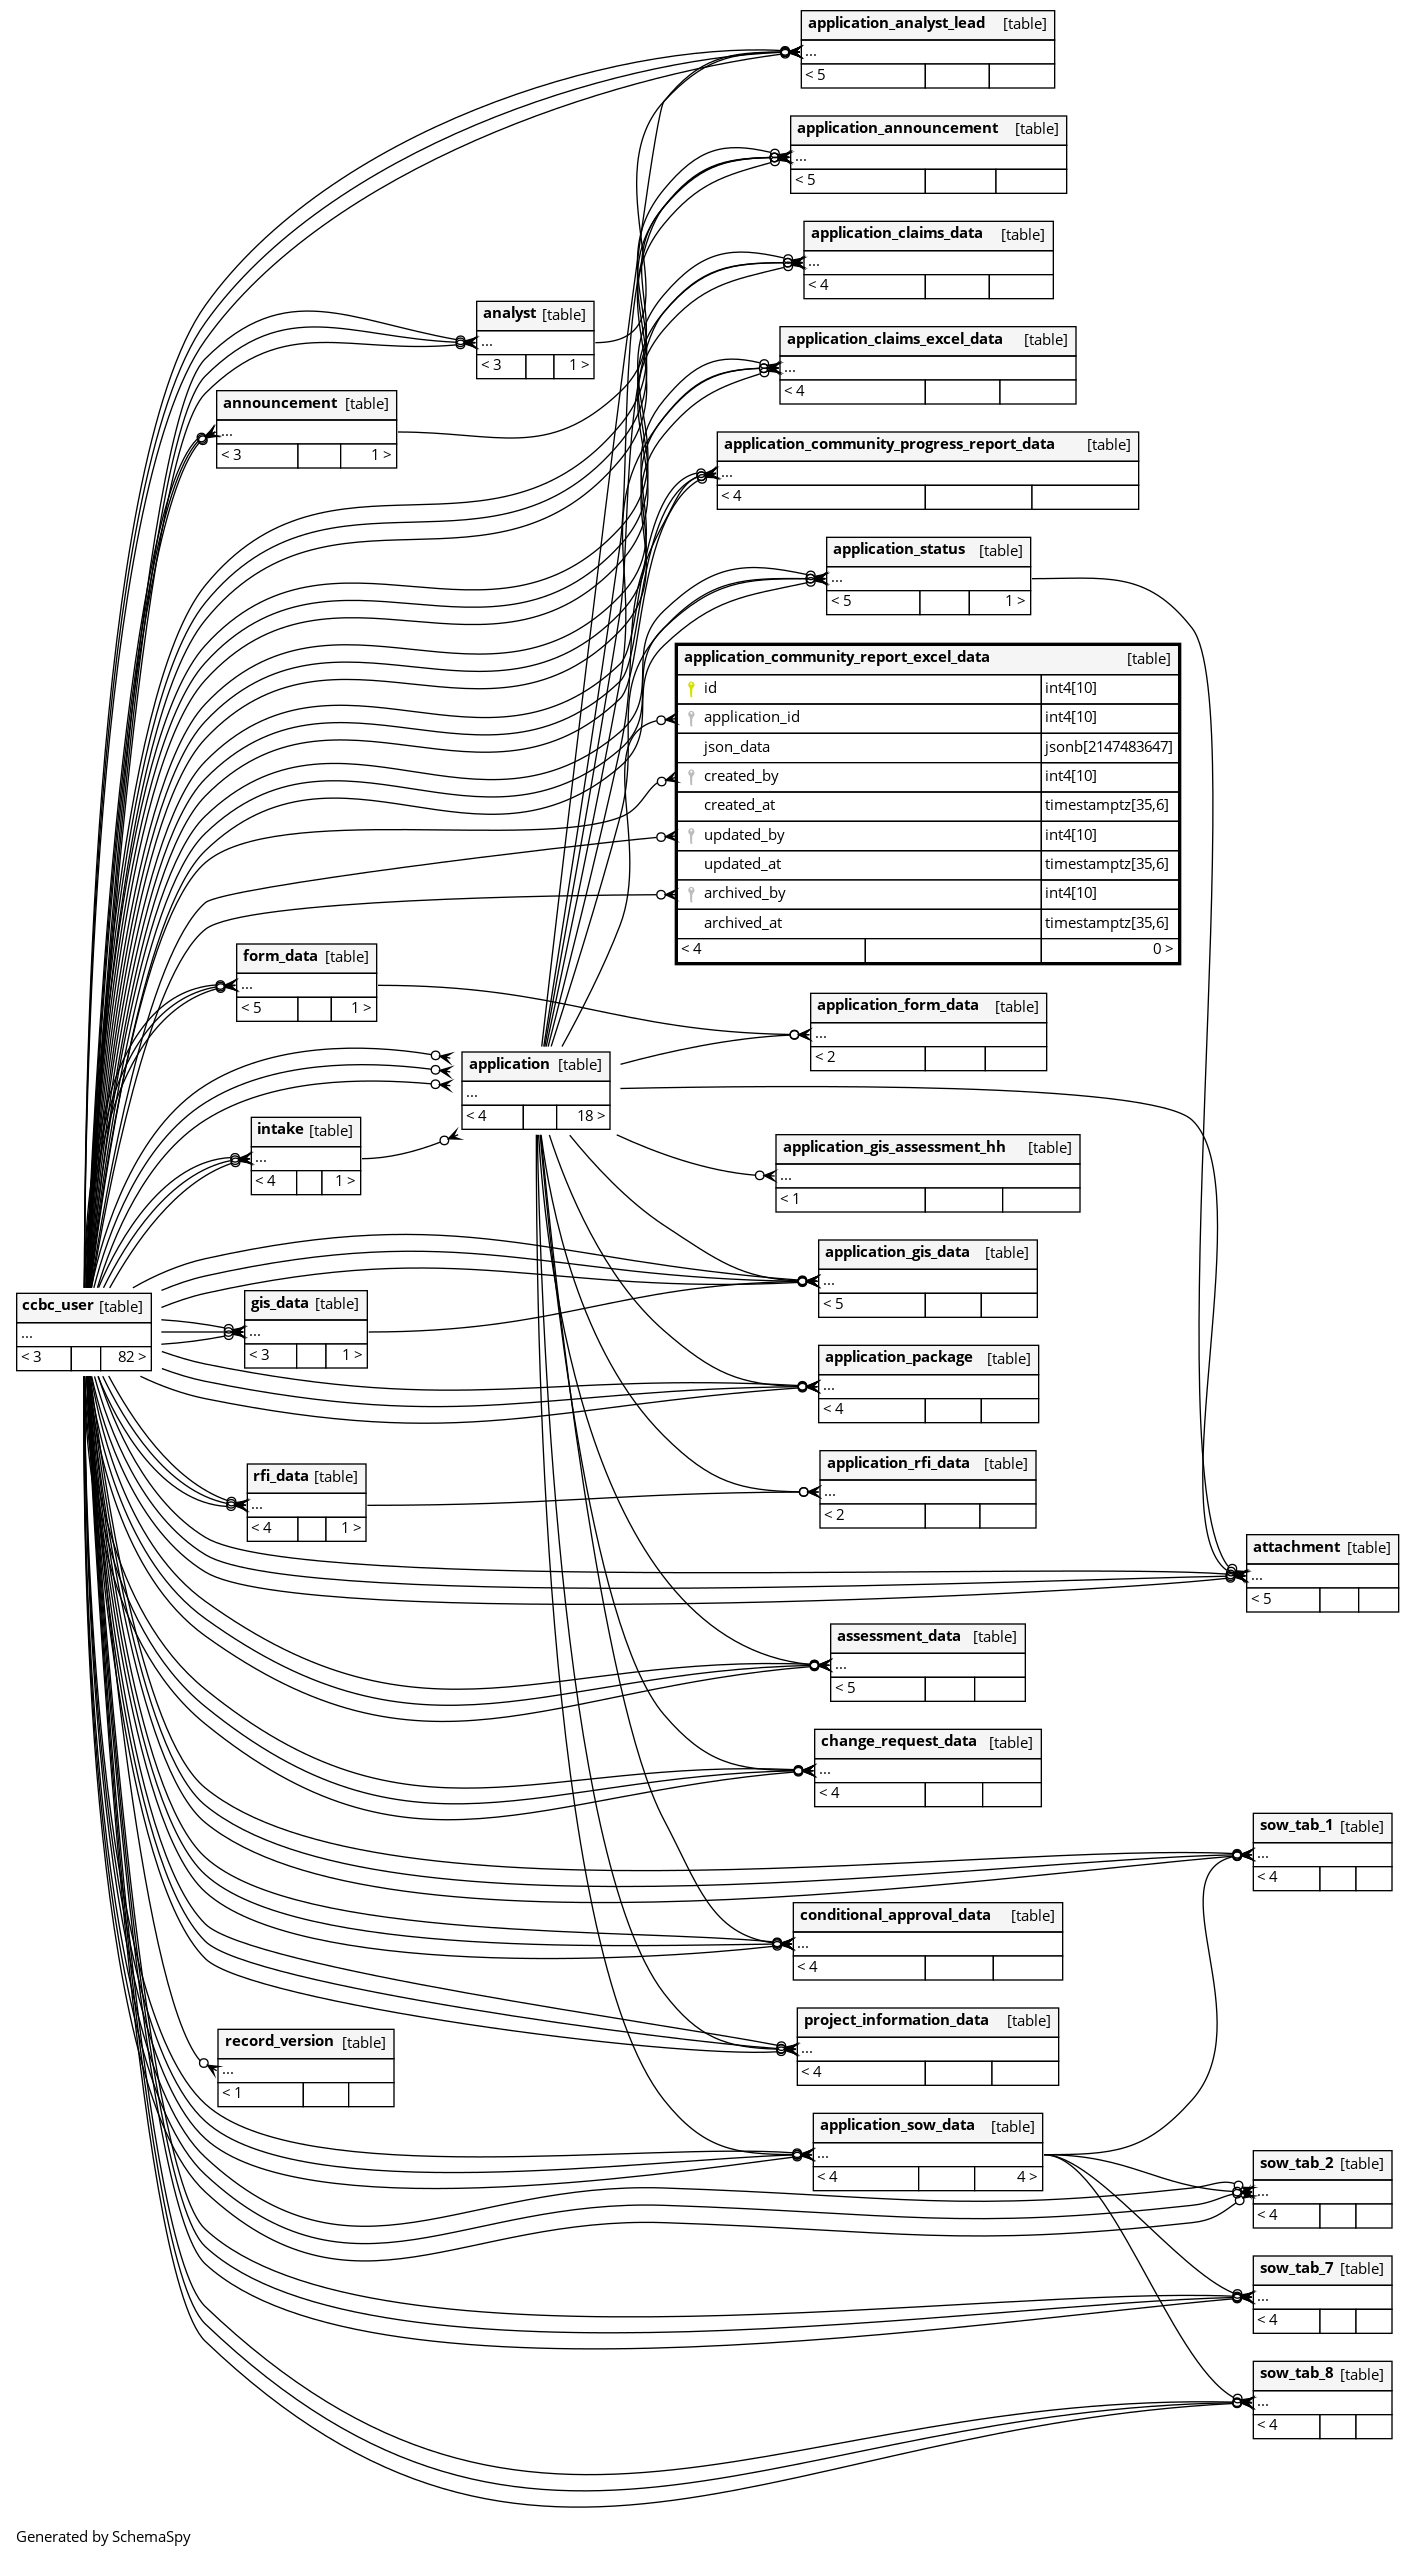 application_analyst_lead [table]
...
< 5
application_announcement [table]
...
< 5
application_claims_data [table]
...
< 4
analyst [table]
...
< 3 1 >
application_claims_excel_data [table]
...
< 4
announcement [table]
...
< 3 1 >
application_community_progress_report_data [table]
...
< 4
application_status [table]
...
< 5 1 >
application_community_report_excel_data [table]
id int4[10]
application_id int4[10]
json_data jsonb[2147483647]
created_by int4[10]
created_at timestamptz[35,6]
updated_by int4[10]
updated_at timestamptz[35,6]
archived_by int4[10]
archived_at timestamptz[35,6]
< 4 0 >
form_data [table]
...
< 5 1 >
application_form_data [table]
...
< 2
application [table]
...
< 4 18 >
intake [table]
...
< 4 1 >
application_gis_assessment_hh [table]
...
< 1
application_gis_data [table]
...
< 5
ccbc_user [table]
...
< 3 82 >
gis_data [table]
...
< 3 1 >
application_package [table]
...
< 4
rfi_data [table]
...
< 4 1 >
application_rfi_data [table]
...
< 2
attachment [table]
...
< 5
assessment_data [table]
...
< 5
change_request_data [table]
...
< 4
sow_tab_1 [table]
...
< 4
conditional_approval_data [table]
...
< 4
project_information_data [table]
...
< 4
record_version [table]
...
< 1
application_sow_data [table]
...
< 4 4 >
sow_tab_2 [table]
...
< 4
sow_tab_7 [table]
...
< 4
sow_tab_8 [table]
...
< 4
Generated by SchemaSpy